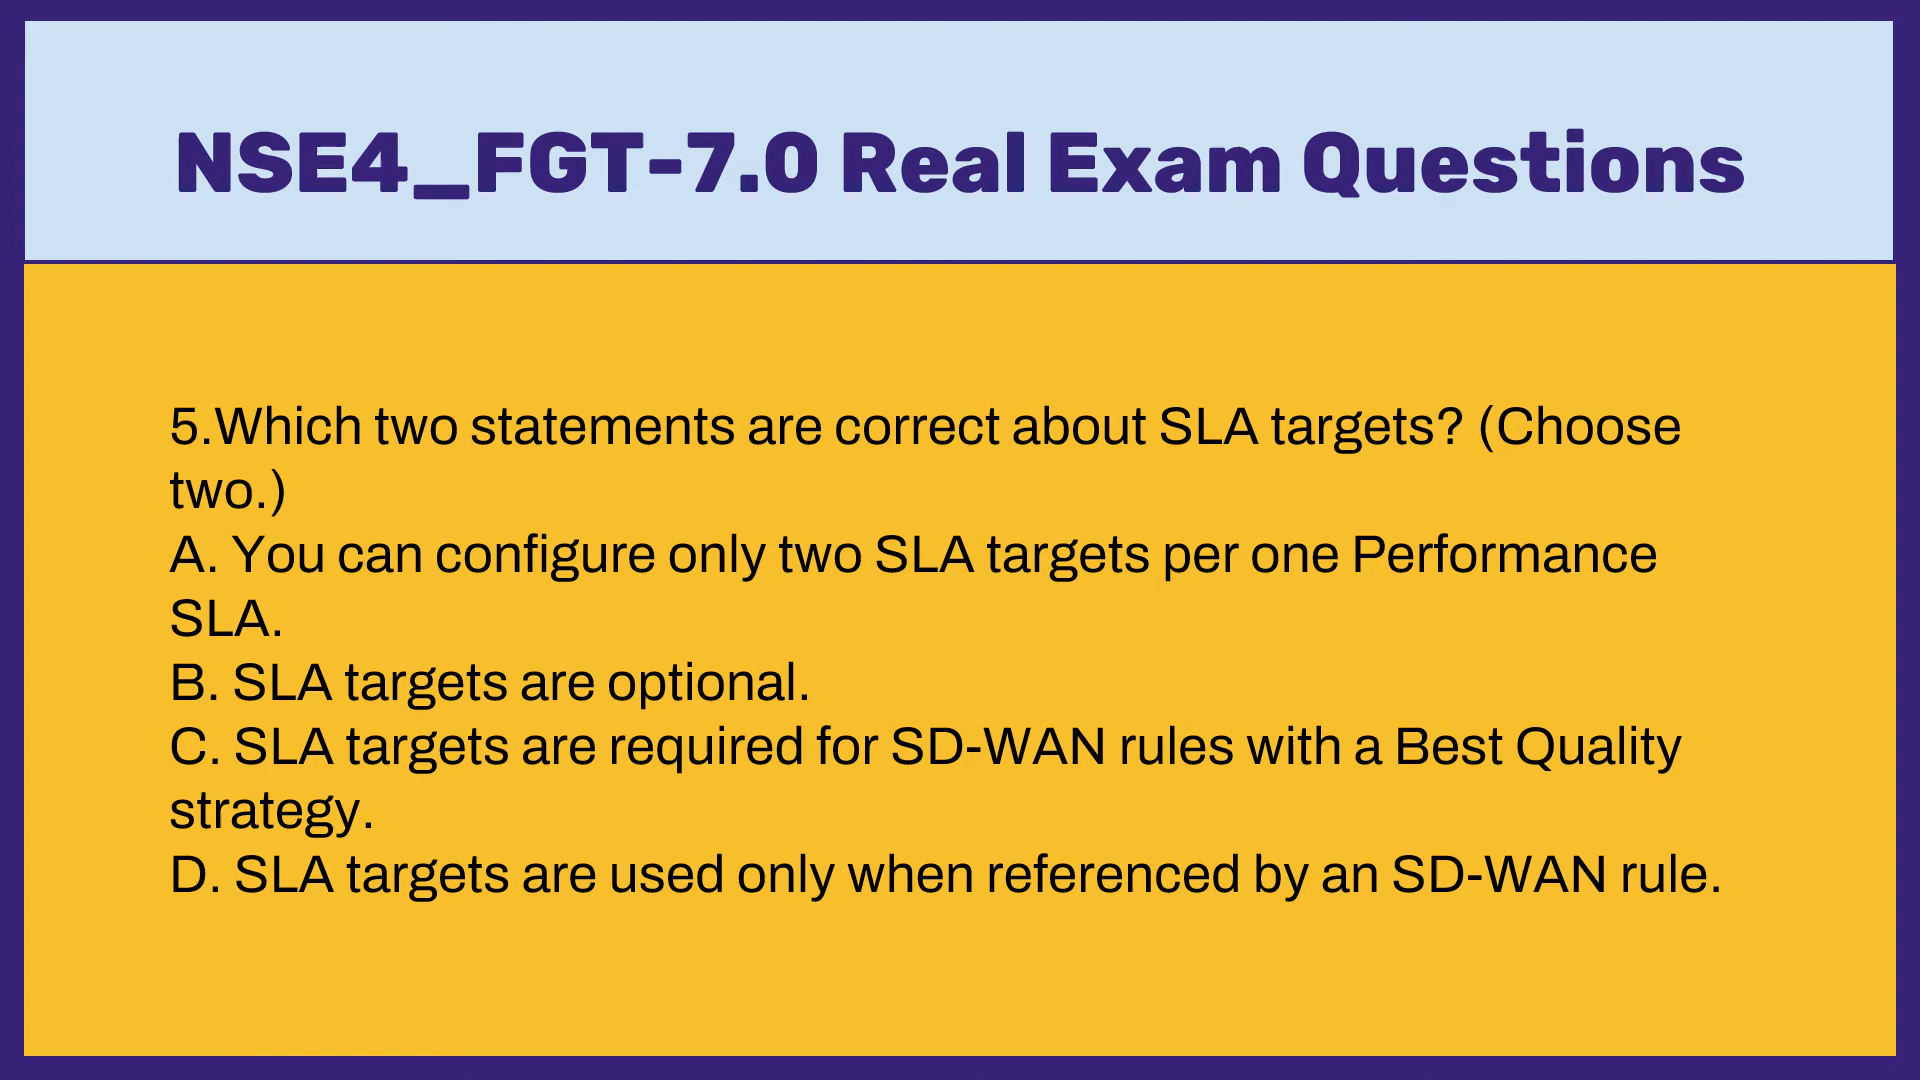 NSE4_FGT-7.0 Real Exam Questions
5.Which two statements are correct about SLA targets? (Choose
two.)
A. You can configure only two SLA targets per one Performance
SLA.
B. SLA targets are optional.
C. SLA targets are required for SD-WAN rules with a Best Quality
strategy.
D. SLA targets are used only when referenced by an SD-WAN rule.